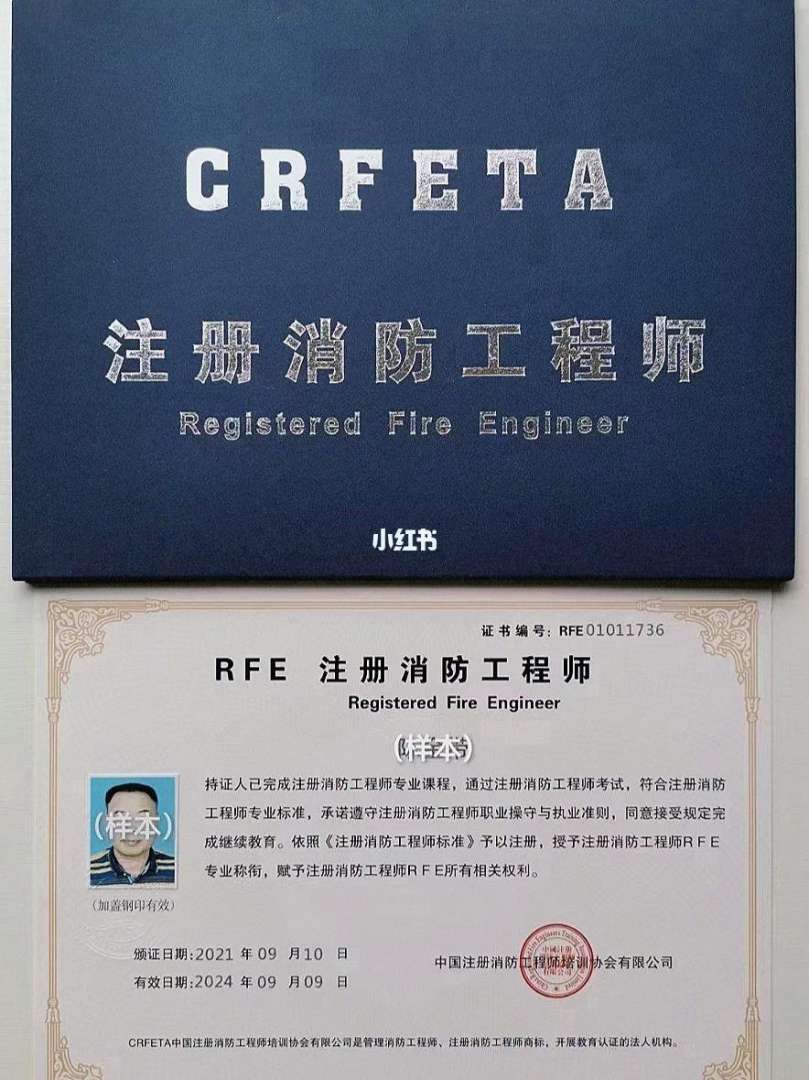 CRFETA
注册消防工程师
Registered Fire Engineer
小红书
证书编号：RFE01011736
RFE 注册消防工程师
Registered Fire Engineer
（样本）
持证人已完成注册消防工程师专业课程，通过注册消防工程师考试，符合注册消防
工程师专业标准，承诺遵守注册消防工程师职业操守与执业准则，同意接受规定完
成继续教育。依照《注册消防工程师标准》予以注册，授予注册消防工程师RFE
专业称衔，赋予注册消防工程师RFE所有相关权利。
（样本）
（加盖钢印有效）
颁证日期：2021 年 09 月 10 日
中国注册消防工程师培训协会有限公司
有效日期：2024 年 09 月 09 日
CRFETA中国注册消防工程师培训协会有限公司是管理消防工程师、注册消防工程师商标，开展教育认证的法人机构。